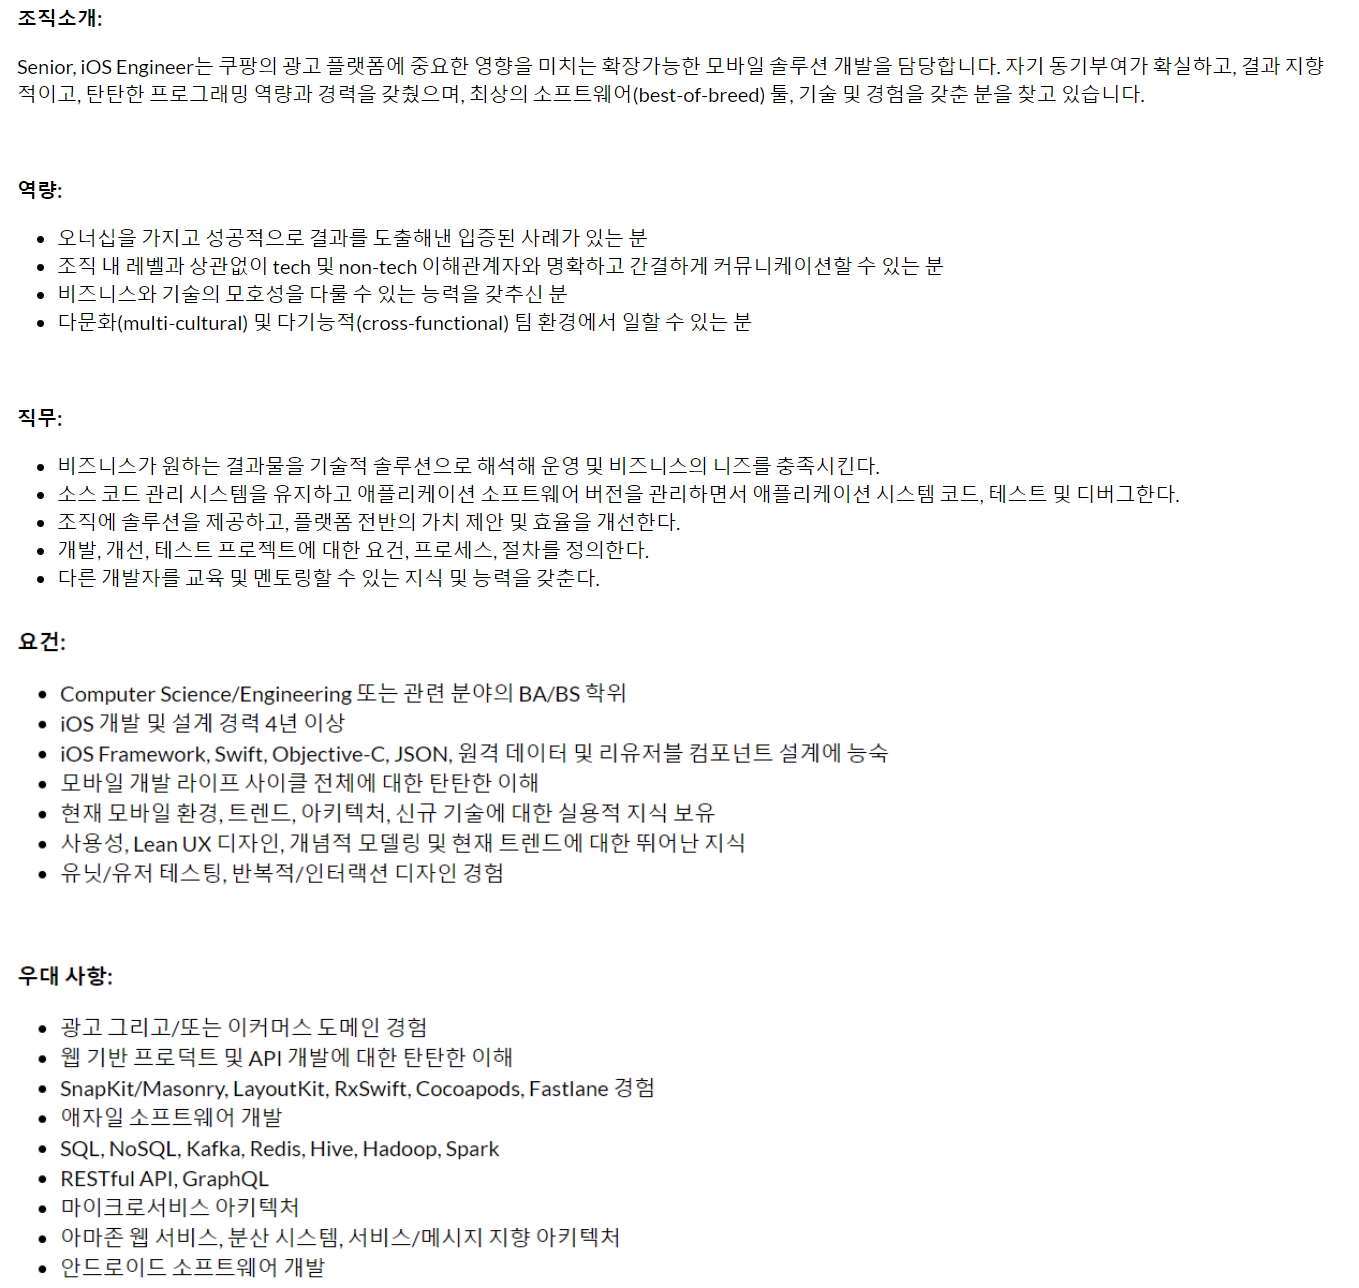 조직소개:
Senior, iOS Engineer는 쿠팡의 광고 플랫폼에 중요한 영향을 미치는 확장가능한 모바일 솔루션 개발을 담당합니다. 자기 동기부여가 확실하고, 결과 지향
적이고, 탄탄한 프로그래밍 역량과 경력을 갖췄으며, 최상의 소프트웨어(best-of-breed) 툴, 기술 및 경험을 갖춘 분을 찾고 있습니다.
역량:
• 오너십을 가지고 성공적으로 결과를 도출해낸 입증된 사례가 있는 분
• 조직 내 레벨과 상관없이 tech 및 non-tech 이해관계자와 명확하고 간결하게 커뮤니케이션할 수 있는 분
• 비즈니스와 기술의 모호성을 다룰 수 있는 능력을 갖추신 분
• 다문화(multi-cultural) 및 다기능적(cross-functional) 팀 환경에서 일할 수 있는 분
직무:
• 비즈니스가 원하는 결과물을 기술적 솔루션으로 해석해 운영 및 비즈니스의 니즈를 충족시킨다.
• 소스 코드 관리 시스템을 유지하고 애플리케이션 소프트웨어 버전을 관리하면서 애플리케이션 시스템 코드, 테스트 및 디버그한다.
• 조직에 솔루션을 제공하고, 플랫폼 전반의 가치 제안 및 효율을 개선한다.
• 개발, 개선, 테스트 프로젝트에 대한 요건, 프로세스, 절차를 정의한다.
• 다른 개발자를 교육 및 멘토링할 수 있는 지식 및 능력을 갖춘다.
요건:
• Computer Science/Engineering 또는 관련 분야의 BA/BS 학위
• iOS 개발 및 설계 경력 4년 이상
• iOS Framework, Swift, Objective-C, JSON, 원격 데이터 및 리유저블 컴포넌트 설계에 능숙
• 모바일 개발 라이프 사이클 전체에 대한 탄탄한 이해
• 현재 모바일 환경, 트렌드, 아키텍처, 신규 기술에 대한 실용적 지식 보유
• 사용성, Lean UX 디자인, 개념적 모델링 및 현재 트렌드에 대한 뛰어난 지식
• 유닛/유저 테스팅, 반복적/인터랙션 디자인 경험
우대 사항:
• 광고 그리고/또는 이커머스 도메인 경험
• 웹 기반 프로덕트 및 API 개발에 대한 탄탄한 이해
• SnapKit/Masonry, LayoutKit, RxSwift, Cocoapods, Fastlane 경험
• 애자일 소프트웨어 개발
• SQL, NoSQL, Kafka, Redis, Hive, Hadoop, Spark
• RESTful API, GraphQL
• 마이크로서비스 아키텍처
• 아마존 웹 서비스, 분산 시스템, 서비스/메시지 지향 아키텍처
• 안드로이드 소프트웨어 개발